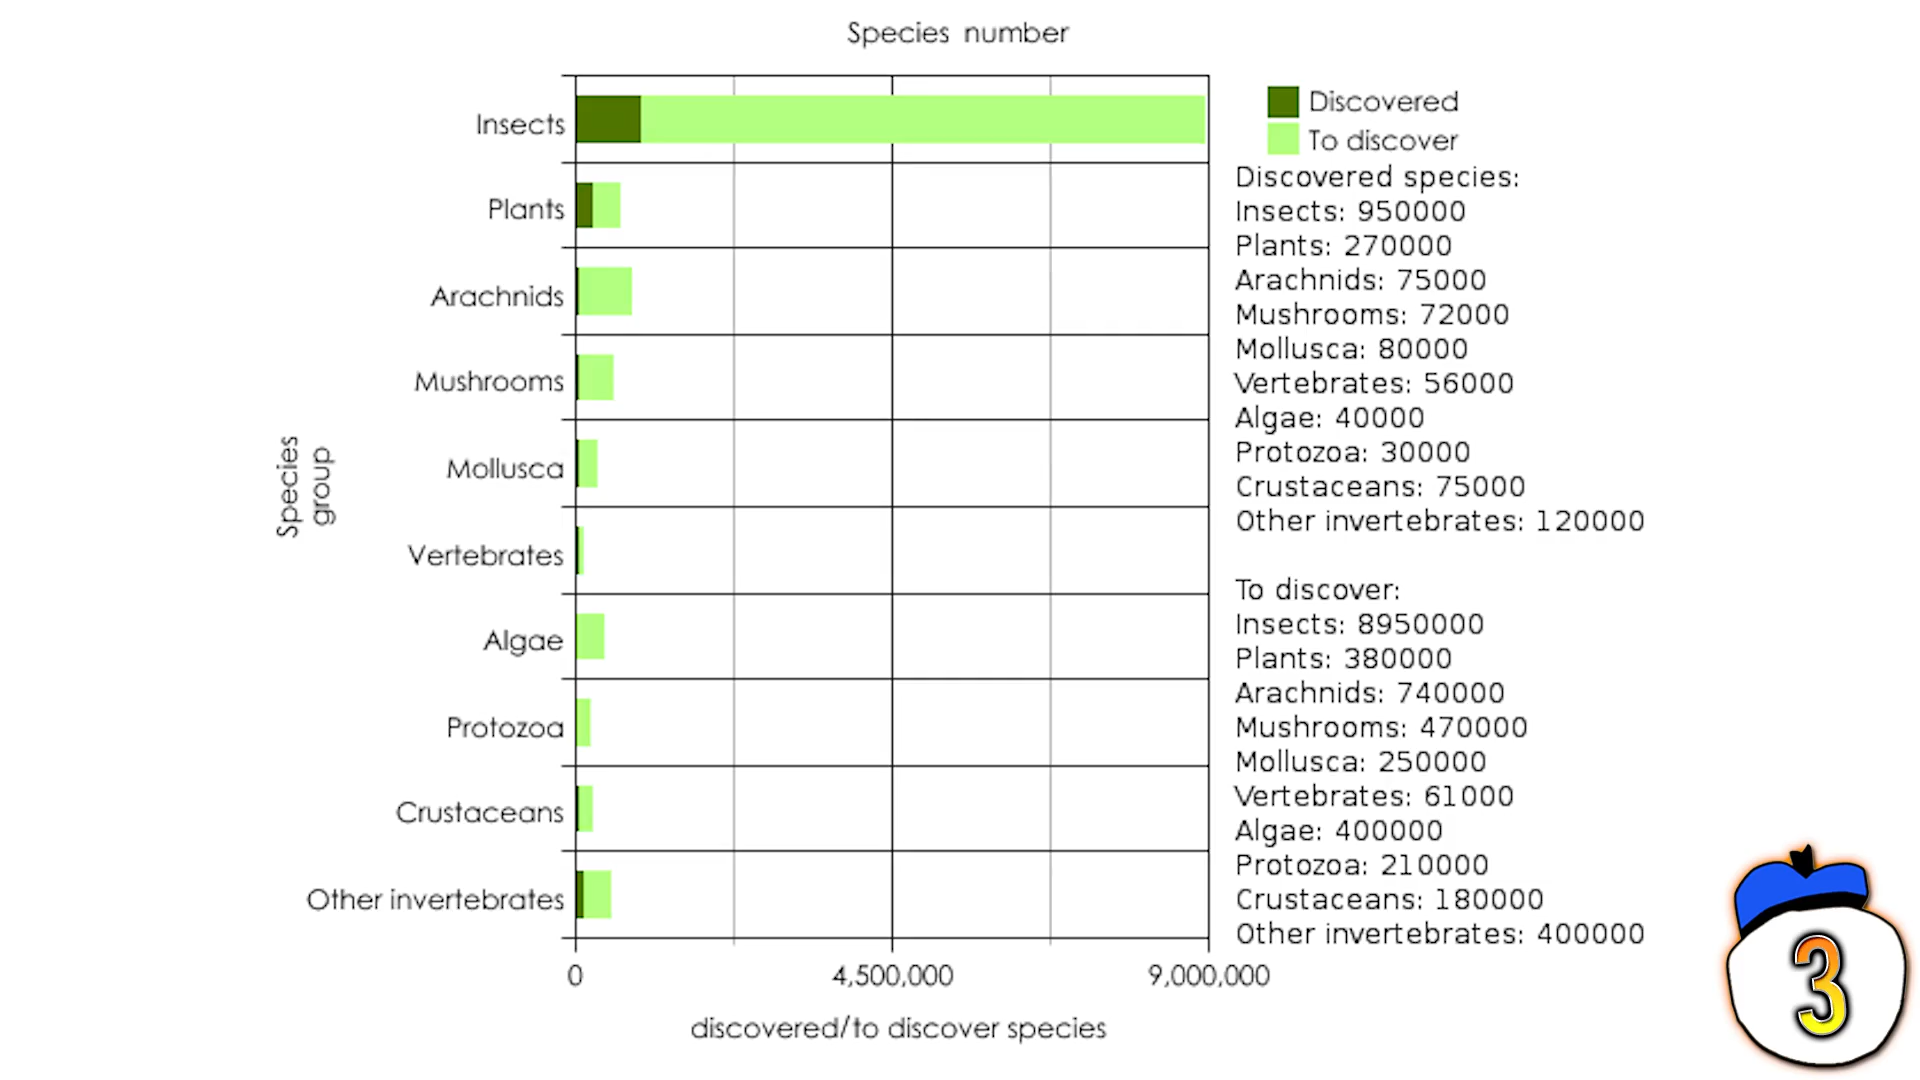 Species number
Insects
Plants
Arachnids
Mushrooms
Mollusca
Vertebrates
Algae
Protozoa
Crustaceans
Other invertebrates
Species
group
0
4,500,000
9,000,000
discovered/to discover species
Discovered
To discover
Discovered species:
Insects: 950000
Plants: 270000
Arachnids: 75000
Mushrooms: 72000
Mollusca: 80000
Vertebrates: 56000
Algae: 40000
Protozoa: 30000
Crustaceans: 75000
Other invertebrates: 120000
To discover:
Insects: 8950000
Plants: 380000
Arachnids: 740000
Mushrooms: 470000
Mollusca: 250000
Vertebrates: 61000
Algae: 400000
Protozoa: 210000
Crustaceans: 180000
Other invertebrates: 400000
3